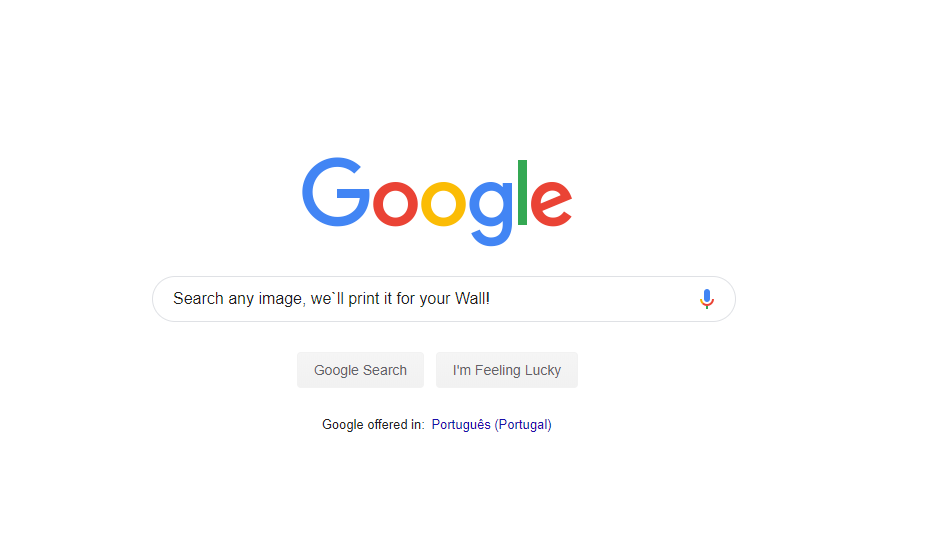 Google
Search any image, we`ll print it for your Wall!
Google Search
I'm Feeling Lucky
Google offered in: Português (Portugal)